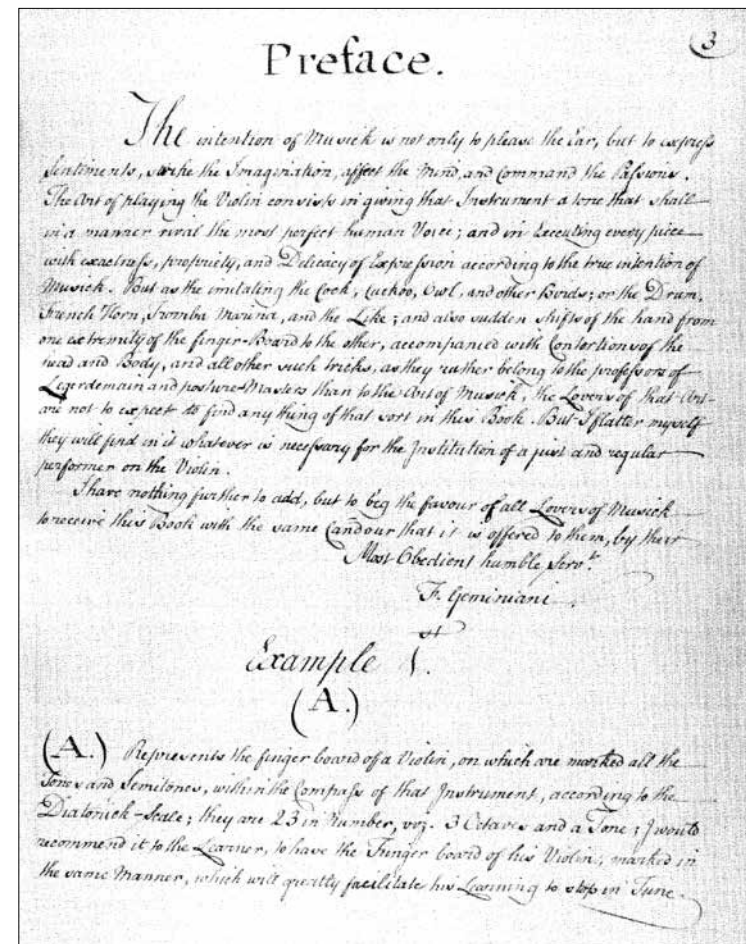 3
Preface.
The intention of Musick is not only to please the Ear, but to express
Sentiments, strike the Imagination, affect the Mind, and command the Passions.
The Art of playing the Violin consists in giving that Instrument a tone that shall
in a manner rival the most perfect human Voice; and in Executing every piece
with exactness, propriety, and Delicacy of Expression according to the true intention of
Musick. But as the imitating the Cock, Cuckoo, Owl, and other Birds; or the Drum,
French Horn, Tromba Marina, and the Like; and also sudden shifts of the hand from
one extremity of the finger-Board to the other, accompanied with Contortions of the
head and Body, and all other such tricks, as they rather belong to the professors of
Legerdemain and posture-Masters than to the Art of Musick, the Lovers of that Art
are not to expect to find any thing of that sort in this Book. But I flatter myself
they will find in it whatever is necessary for the Institution of a just and regular
performer on the Violin.
I have nothing further to add, but to beg the favour of all Lovers of Musick
to receive this Book with the same Candour that it is offered to them, by their
Most Obedient humble Servt.
F. Geminiani
Example 1st.
(A.)
(A.) Represents the finger board of a Violin, on which are marked all the
Tones and Semitones, within the Compass of that Instrument, according to the
Diatonick-Scale; they are 23 in Number, viz. 3 Octaves and a Tone; I would
recommend it to the Learner, to have the Finger board of his Violin, marked in
the same Manner, which will greatly facilitate his Learning to stop in Tune.